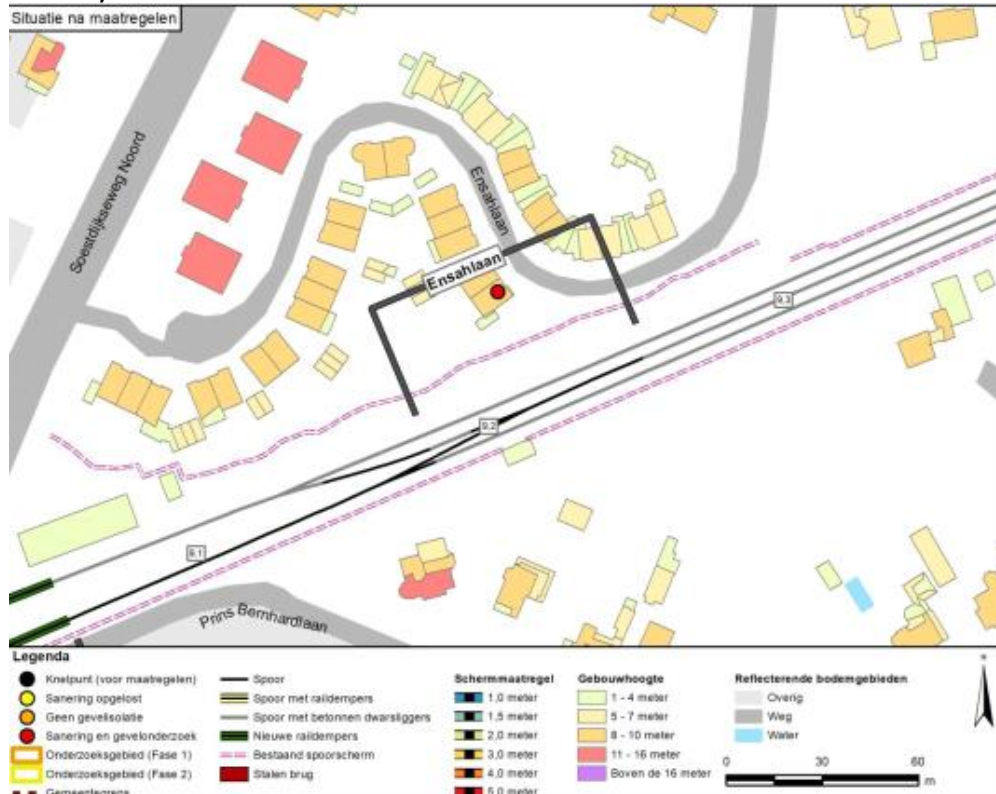 Situatie na maatregelen
Soestdijkseweg Noord
Ensahlaan
Ensahlaan
9.3
9.2
9.1
Prins Bernhardlaan
Legenda
Knelpunt (voor maatregelen)
Sanering opgelost
Geen gevelisolatie
Sanering en gevelonderzoek
Onderzoeksgebied (Fase 1)
Onderzoeksgebied (Fase 2)
Gemeentegrens
Spoor
Spoor met raildempers
Spoor met betonnen dwarsliggers
Nieuwe raildempers
Bestaand spoorscherm
Stalen brug
Schermmaatregel
1,0 meter
1,5 meter
2,0 meter
3,0 meter
4,0 meter
5,0 meter
Gebouwhoogte
1 - 4 meter
5 - 7 meter
8 - 10 meter
11 - 16 meter
Boven de 16 meter
Reflecterende bodemgebieden
Overig
Weg
Water
0 30 60
m